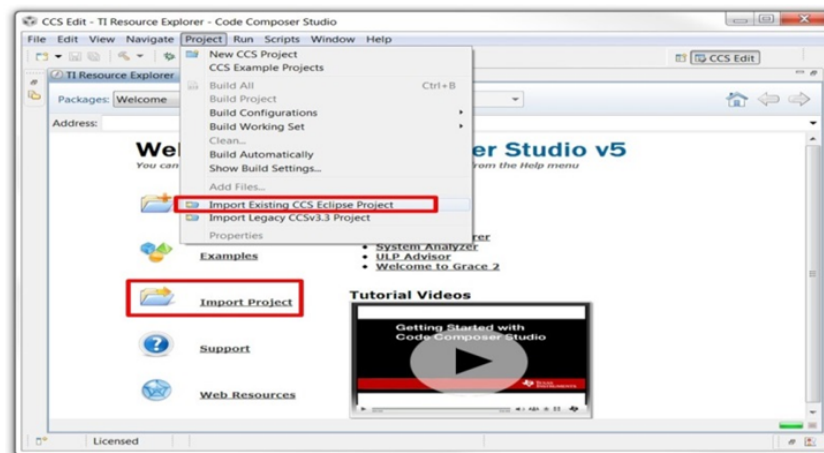 CCS Edit - TI Resource Explorer - Code Composer Studio
File Edit View Navigate Project Run Scripts Window Help
New CCS Project
CCS Example Projects
CCS Edit
TI Resource Explorer
Build All Ctrl+B
Packages: Welcome
Build Project
Build Configurations
Address:
Build Working Set
Clean...
Wel er Studio v5
Build Automatically
You can from the Help menu
Show Build Settings...
Add Files...
Import Existing CCS Eclipse Project
Import Legacy CCSv3.3 Project
Properties
rer
System Analyzer
Examples
ULP Advisor
Welcome to Grace 2
Import Project
Tutorial Videos
Getting Started with
Code Composer Studio
Support
TEXAS
INSTRUMENTS
Web Resources
Licensed